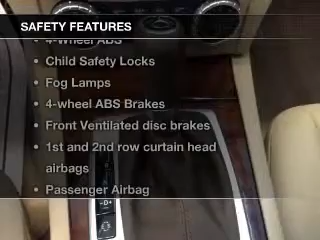 SAFETY FEATURES
• 4-Wheel ABS
• Child Safety Locks
• Fog Lamps
• 4-wheel ABS Brakes
• Front Ventilated disc brakes
• 1st and 2nd row curtain head
airbags
• Passenger Airbag